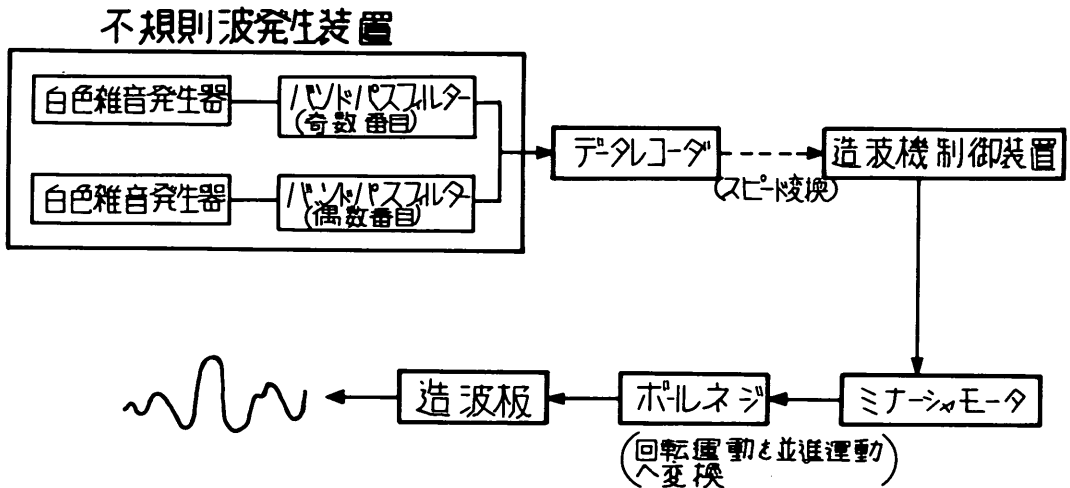 不規則波発生装置
白色雑音発生器
バンドパスフィルター
(奇数番目)
白色雑音発生器
バンドパスフィルター
(偶数番目)
データレコーダ
(スピード変換)
造波機制御装置
ミナーシャモータ
ボールネジ
(回転運動を並進運動
へ変換)
造波板